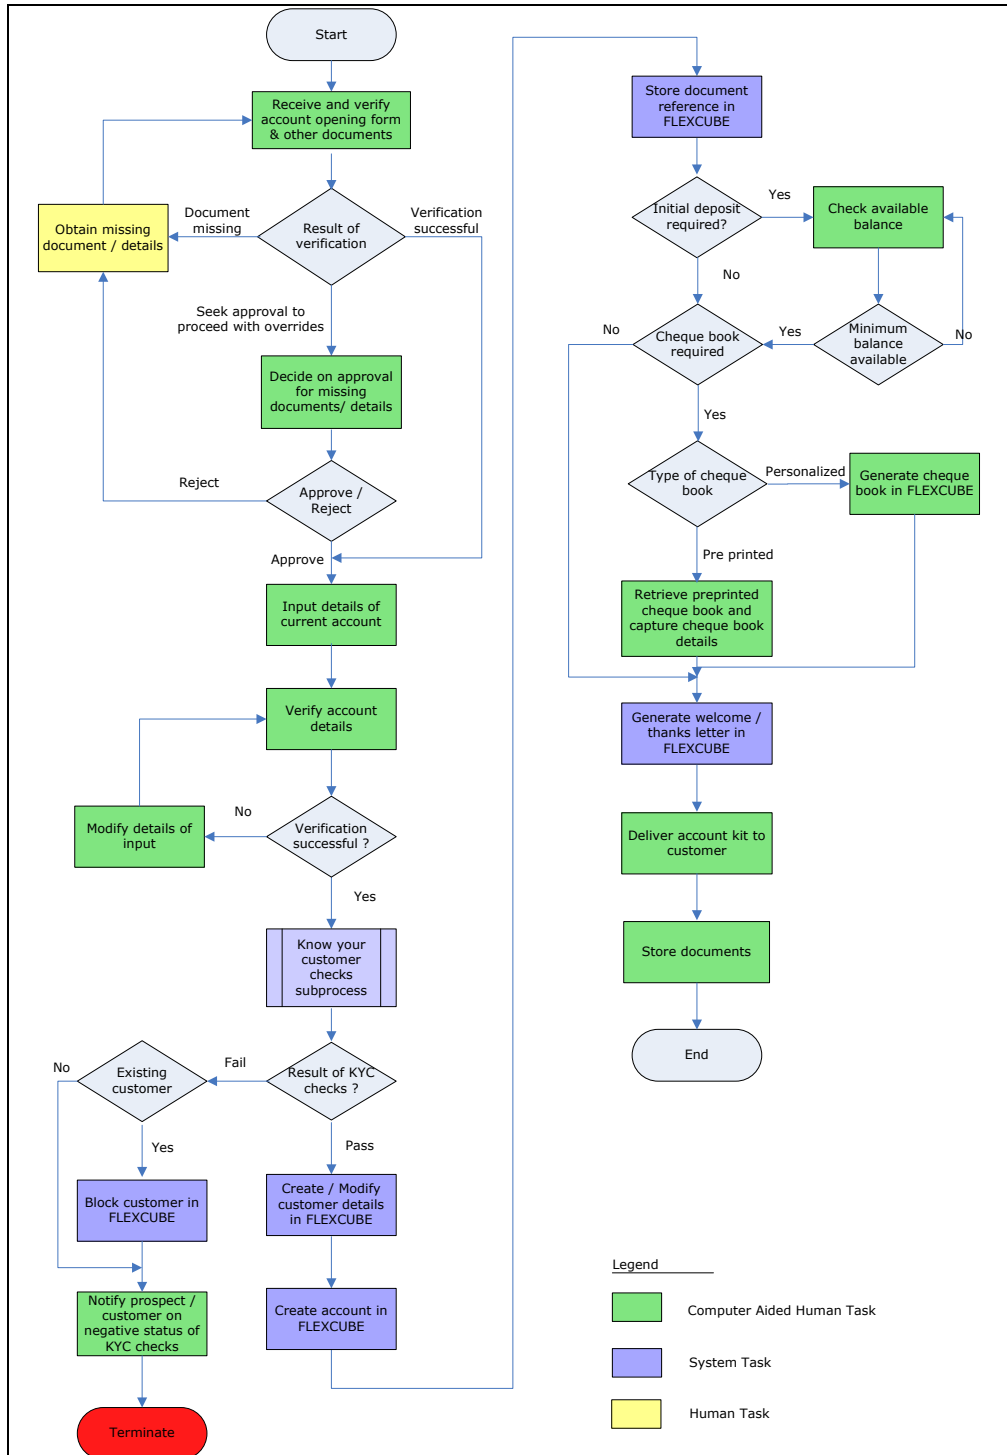 Start
Receive and verify
account opening form
& other documents
Document
missing
Verification
successful
Obtain missing
document / details
Result of
verification
Seek approval to
proceed with overrides
Decide on approval
for missing
documents/ details
Reject
Approve /
Reject
Approve
Input details of
current account
Verify account
details
No
Modify details of
input
Verification
successful ?
Yes
Know your
customer
checks
subprocess
No
Existing
customer
Fail
Result of KYC
checks ?
Yes
Pass
Block customer in
FLEXCUBE
Create / Modify
customer details
in FLEXCUBE
Notify prospect /
customer on
negative status of
KYC checks
Create account in
FLEXCUBE
Terminate
Store document
reference in
FLEXCUBE
Initial deposit
required?
Yes
Check available
balance
No
No
Cheque book
required
Yes
Minimum
balance
available
No
Yes
Type of cheque
book
Personalized
Generate cheque
book in FLEXCUBE
Pre printed
Retrieve preprinted
cheque book and
capture cheque book
details
Generate welcome /
thanks letter in
FLEXCUBE
Deliver account kit to
customer
Store documents
End
Legend
Computer Aided Human Task
System Task
Human Task